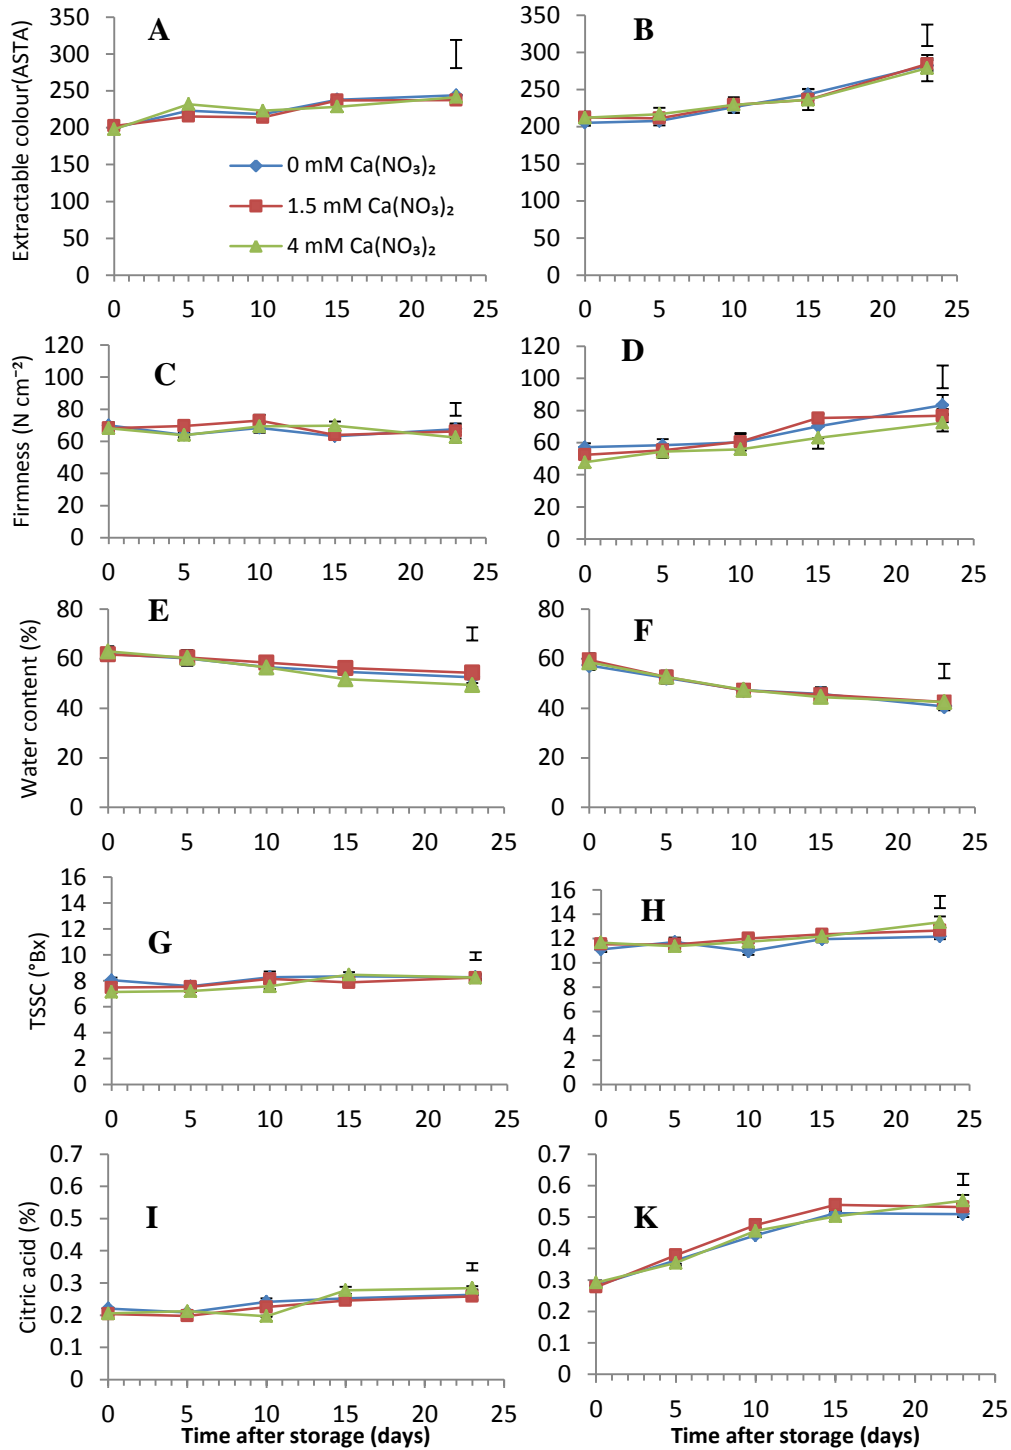 A
B
Extractable colour(ASTA)
350
300
250
200
150
100
50
0
0 mM Ca(NO₃)₂
1.5 mM Ca(NO₃)₂
4 mM Ca(NO₃)₂
0 5 10 15 20 25
350
300
250
200
150
100
50
0
0 5 10 15 20 25
C
D
Firmness (N cm⁻²)
120
100
80
60
40
20
0
0 5 10 15 20 25
120
100
80
60
40
20
0
0 5 10 15 20 25
E
F
Water content (%)
80
60
40
20
0
0 5 10 15 20 25
80
60
40
20
0
0 5 10 15 20 25
G
H
TSSC (°Bx)
16
14
12
10
8
6
4
2
0
0 5 10 15 20 25
16
14
12
10
8
6
4
2
0
0 5 10 15 20 25
I
K
Citric acid (%)
0.7
0.6
0.5
0.4
0.3
0.2
0.1
0
0 5 10 15 20 25
Time after storage (days)
0.7
0.6
0.5
0.4
0.3
0.2
0.1
0
0 5 10 15 20 25
Time after storage (days)